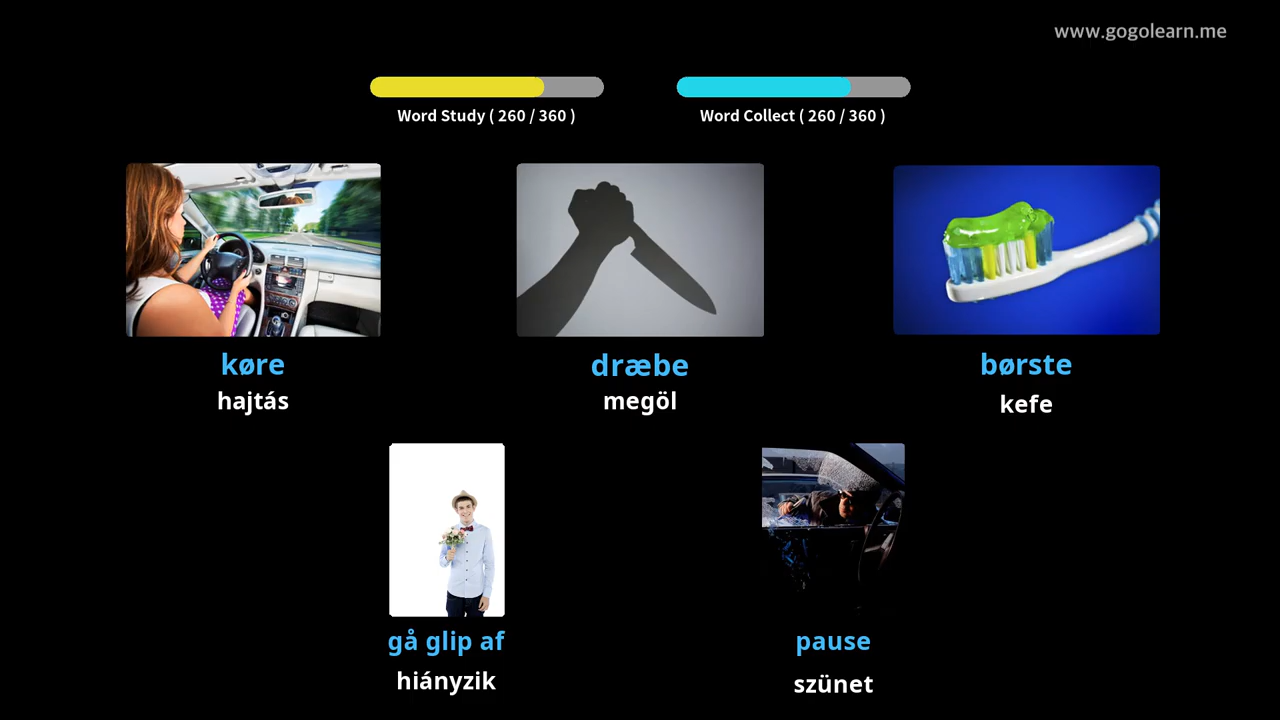 www.gogolearn.me
Word Study ( 260 / 360 )
Word Collect ( 260 / 360 )
køre
hajtás
dræbe
megöl
børste
kefe
gå glip af
hiányzik
pause
szünet